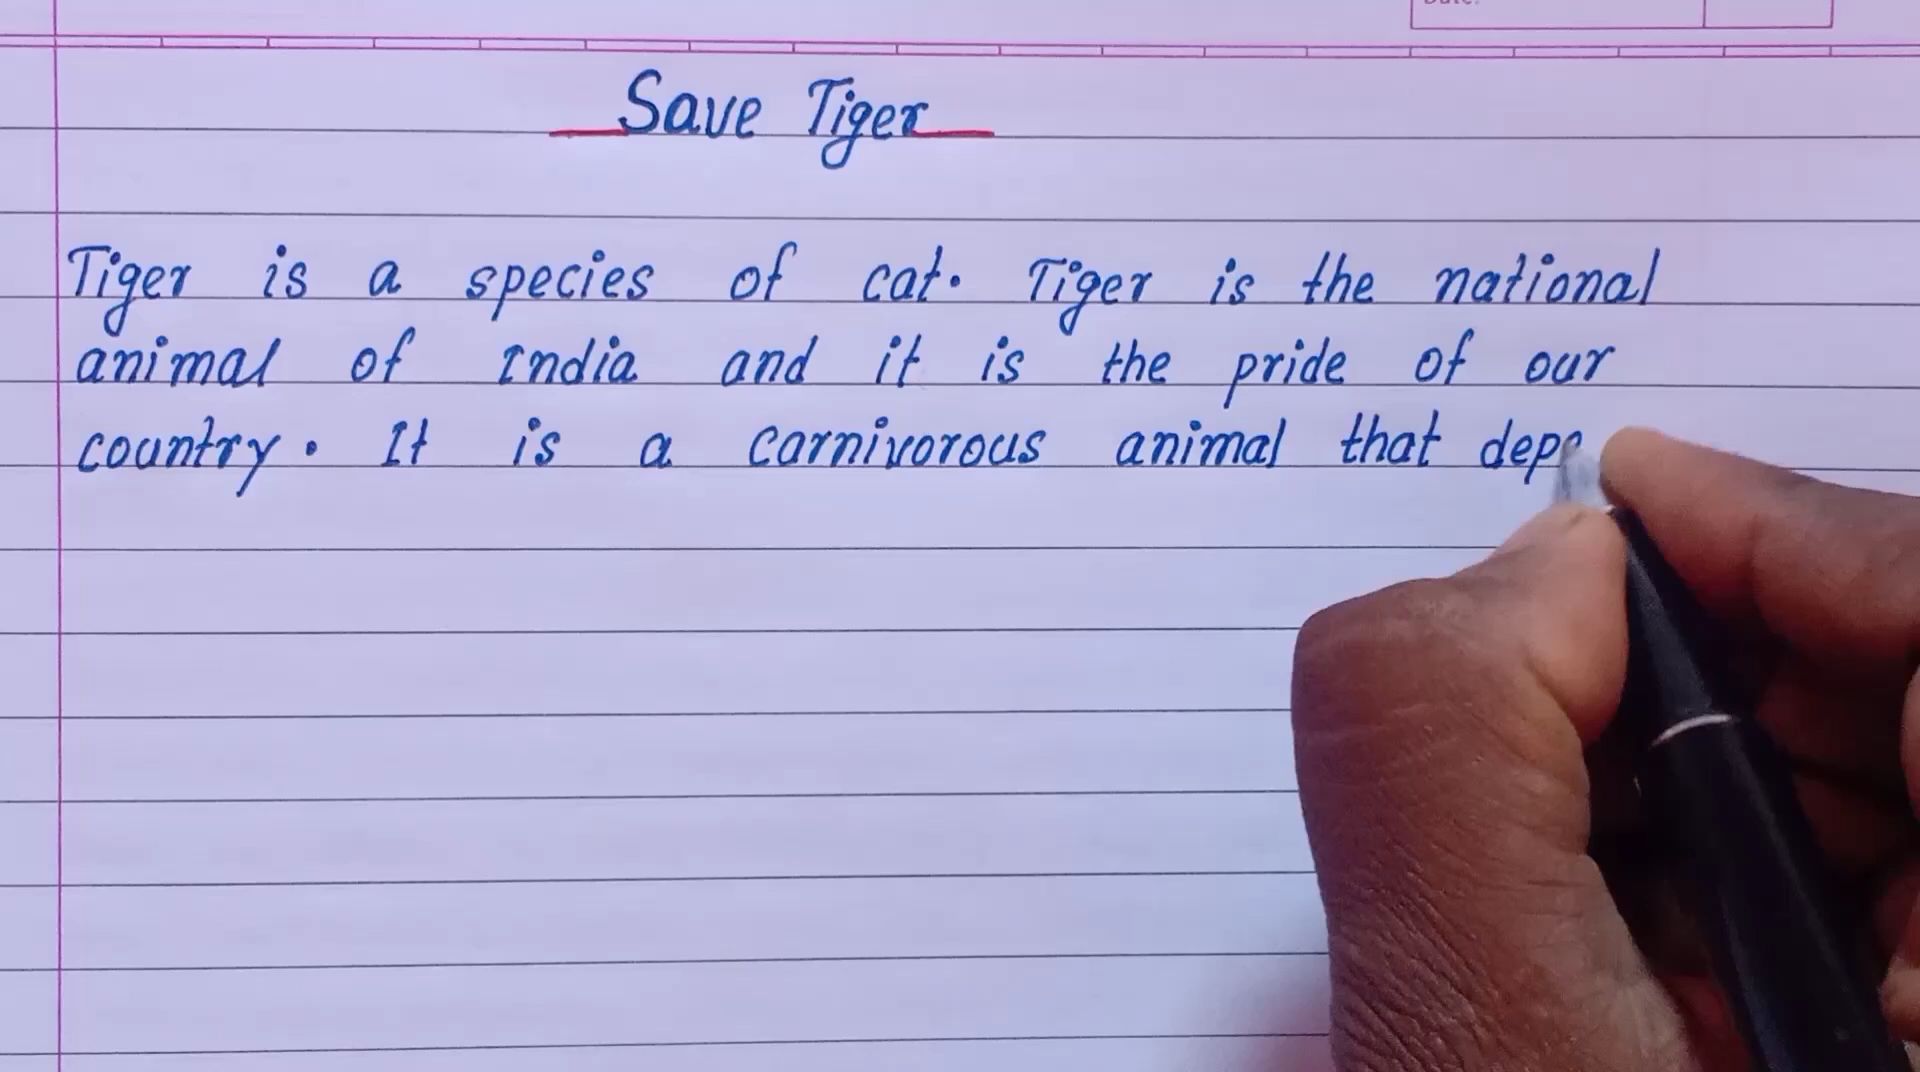 Save Tiger
Tiger is a species of cat. Tiger is the national
animal of India and it is the pride of our
country. It is a carnivorous animal that